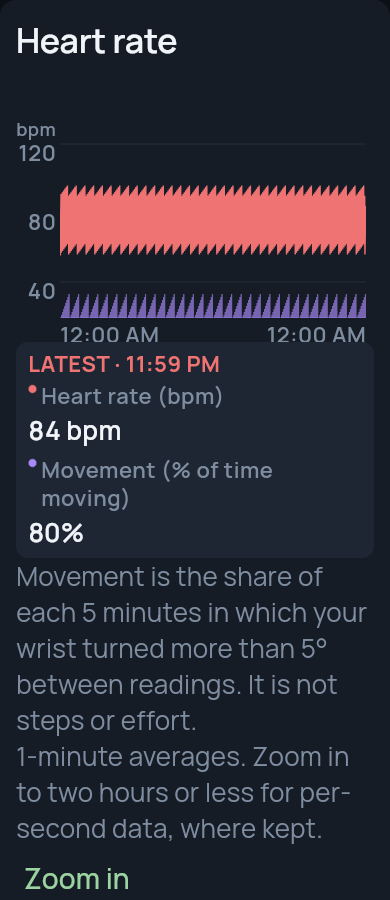 Heart rate
bpm
120
80
40
12:00 AM 12:00 AM
LATEST · 11:59 PM
Heart rate (bpm)
84 bpm
Movement (% of time
moving)
80%
Movement is the share of
each 5 minutes in which your
wrist turned more than 5°
between readings. It is not
steps or effort.
1-minute averages. Zoom in
to two hours or less for per-
second data, where kept.
Zoom in